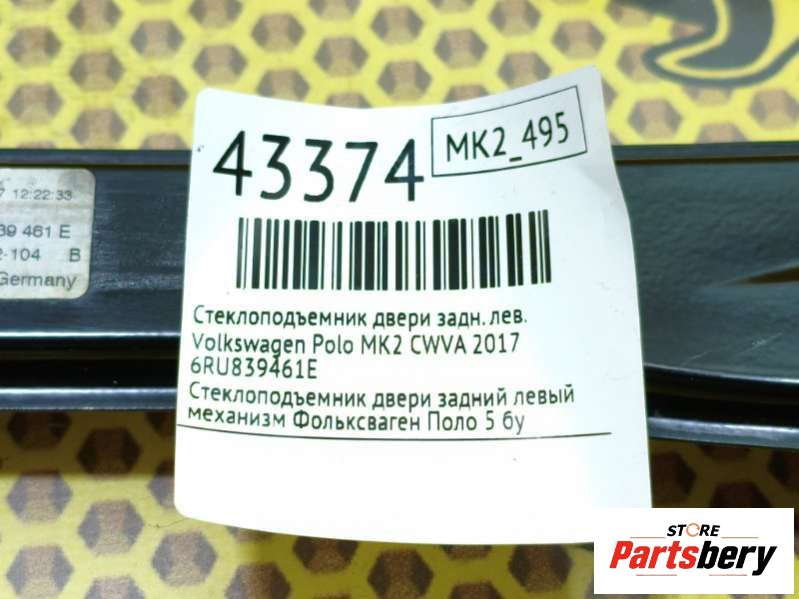 43374
MK2_495
Стеклоподъемник двери задн. лев.
Volkswagen Polo MK2 CWVA 2017
6RU839461E
Стеклоподъемник двери задний левый
механизм Фольксваген Поло 5 бу
7 12:22:33
39 461 E
2-104 B
Germany
STORE
Partsbery